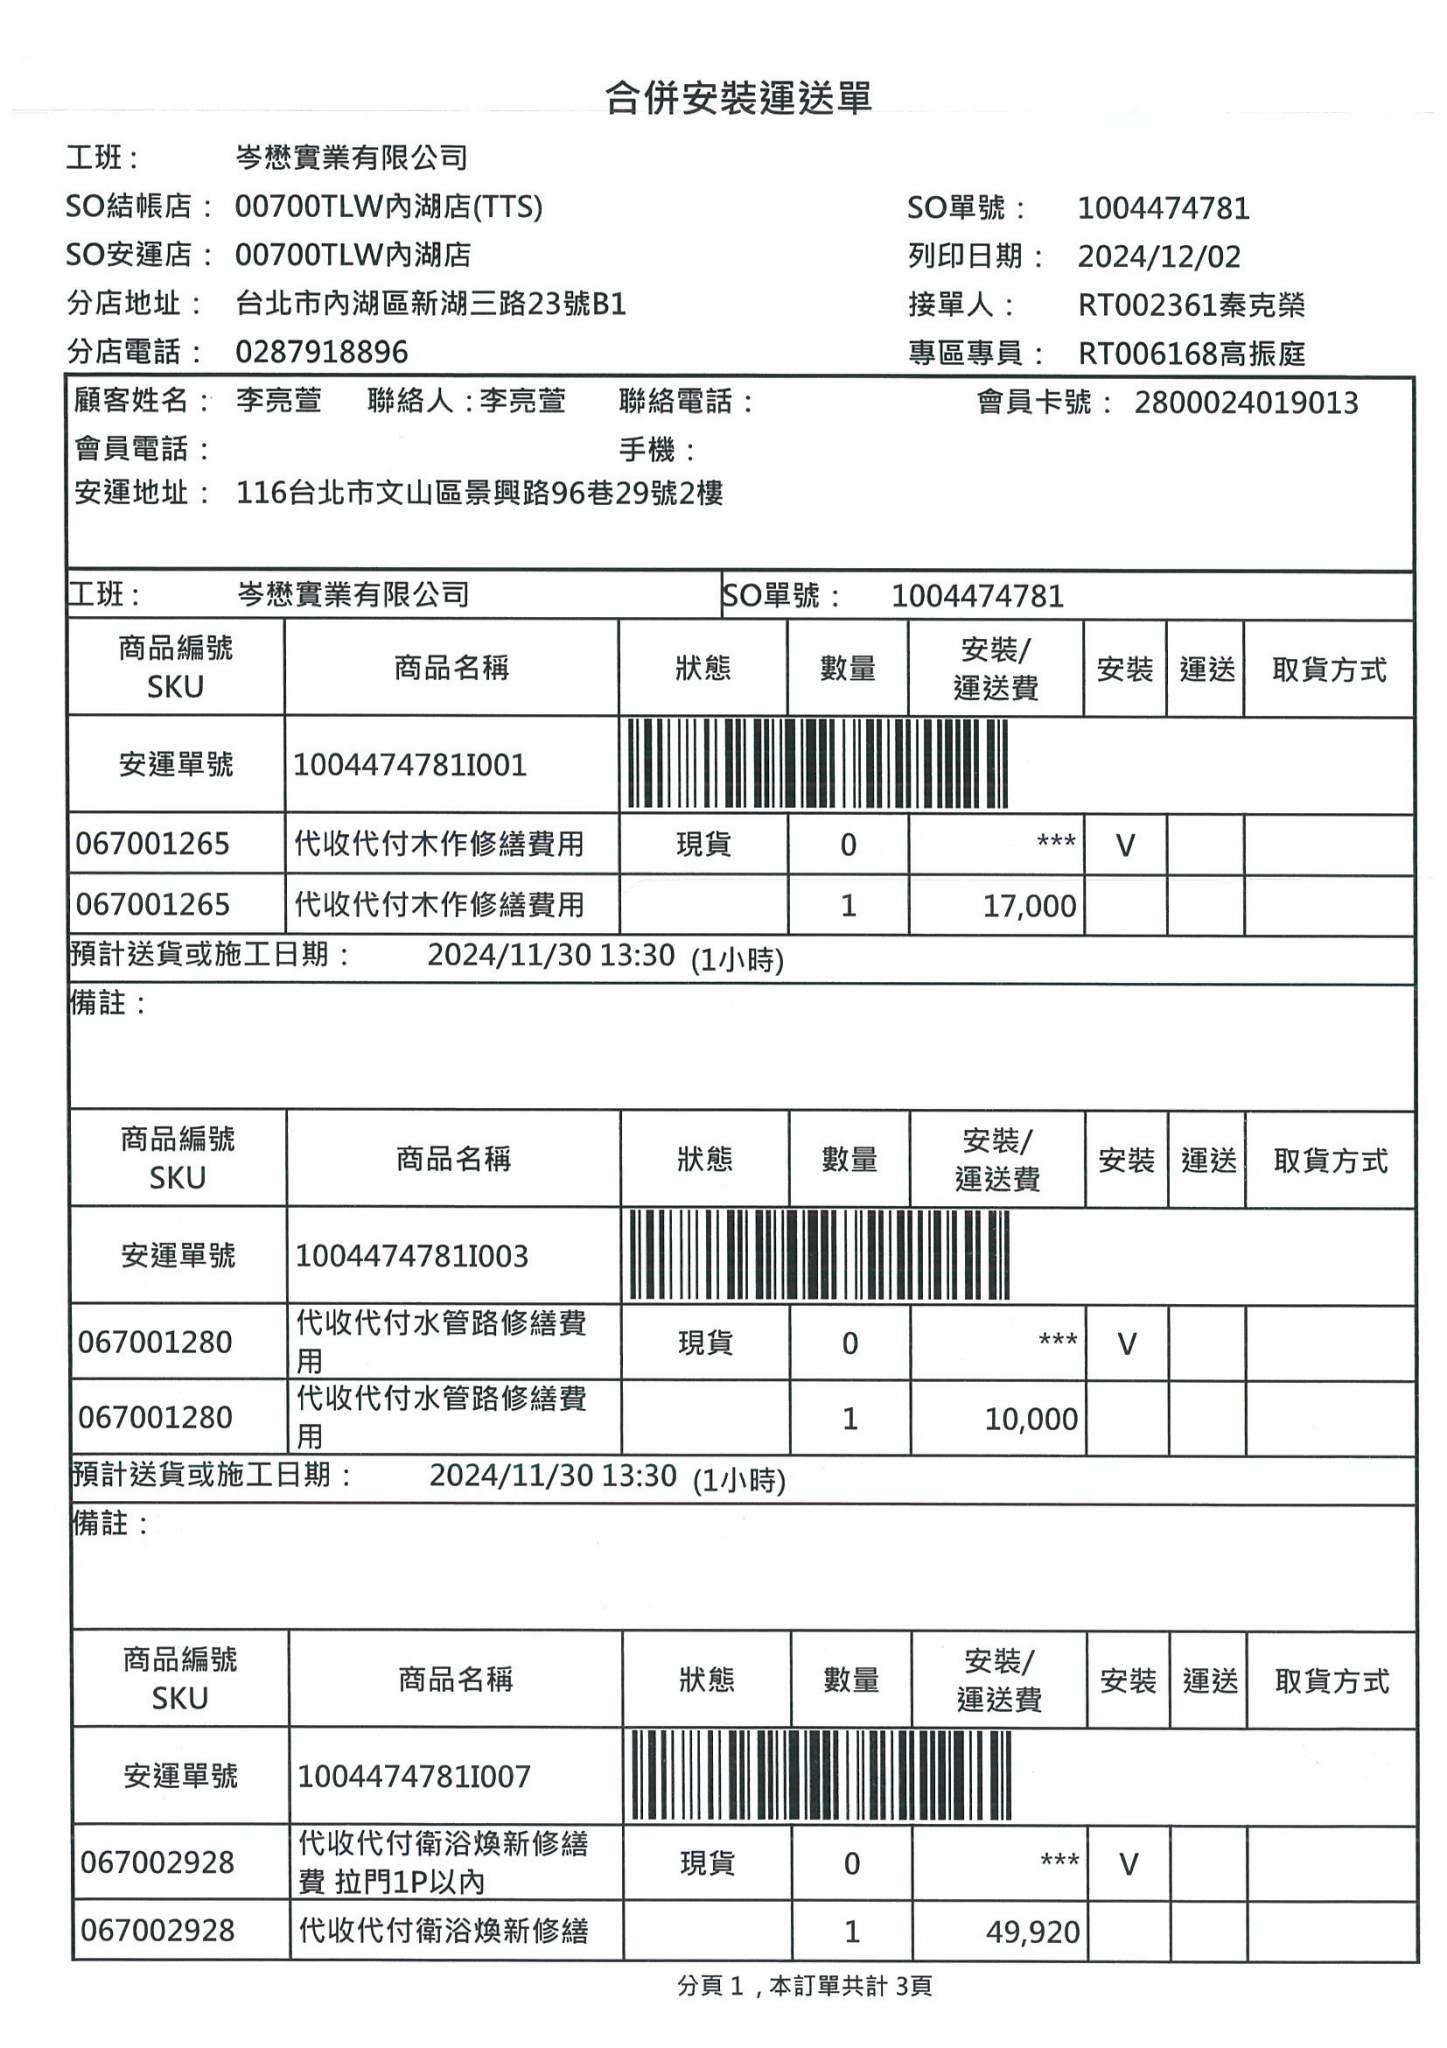 合併安裝運送單
工班： 岑懋實業有限公司
SO結帳店： 00700TLW內湖店(TTS) SO單號： 1004474781
SO安運店： 00700TLW內湖店 列印日期： 2024/12/02
分店地址： 台北市內湖區新湖三路23號B1 接單人： RT002361秦克榮
分店電話： 0287918896 專區專員： RT006168高振庭
顧客姓名： 李亮萱 聯絡人：李亮萱 聯絡電話： 會員卡號： 2800024019013
會員電話： 手機：
安運地址： 116台北市文山區景興路96巷29號2樓
工班： 岑懋實業有限公司 SO單號： 1004474781
商品編號 SKU 商品名稱 狀態 數量 安裝/ 運送費 安裝 運送 取貨方式
安運單號 1004474781I001
067001265 代收代付木作修繕費用 現貨 0 *** V
067001265 代收代付木作修繕費用 1 17,000
預計送貨或施工日期： 2024/11/30 13:30 (1小時)
備註：
商品編號 SKU 商品名稱 狀態 數量 安裝/ 運送費 安裝 運送 取貨方式
安運單號 1004474781I003
067001280 代收代付水管路修繕費用 現貨 0 *** V
067001280 代收代付水管路修繕費用 1 10,000
預計送貨或施工日期： 2024/11/30 13:30 (1小時)
備註：
商品編號 SKU 商品名稱 狀態 數量 安裝/ 運送費 安裝 運送 取貨方式
安運單號 1004474781I007
067002928 代收代付衛浴煥新修繕費 拉門1P以內 現貨 0 *** V
067002928 代收代付衛浴煥新修繕 1 49,920
分頁 1 , 本訂單共計 3頁